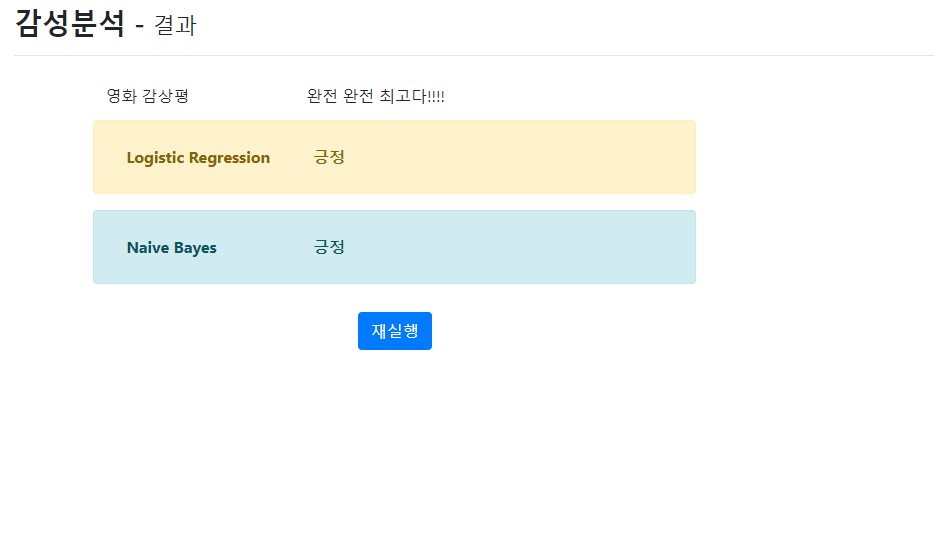 감성분석 - 결과
영화 감상평 완전 완전 최고다!!!!
Logistic Regression 긍정
Naive Bayes 긍정
재실행